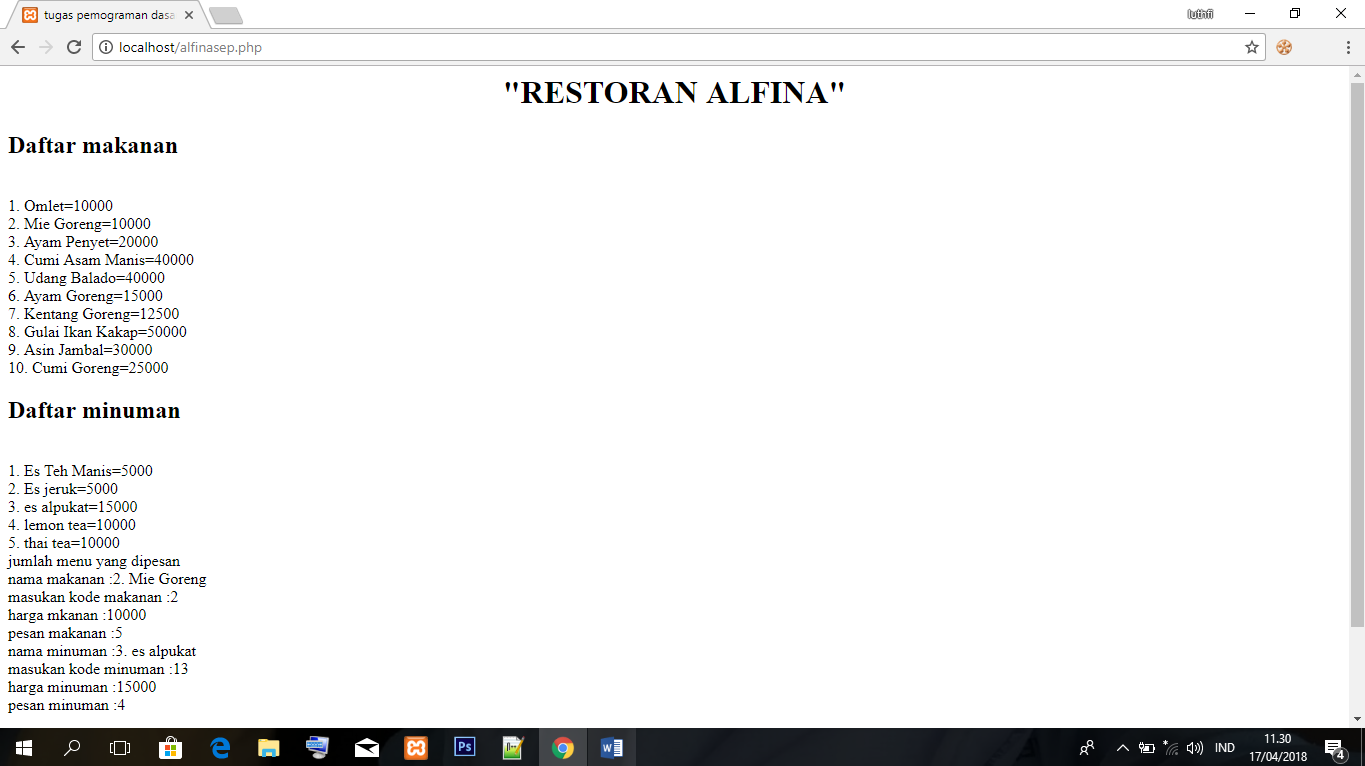 tugas pemograman dasa
luthfi
localhost/alfinasep.php
"RESTORAN ALFINA"
Daftar makanan
1. Omlet=10000
2. Mie Goreng=10000
3. Ayam Penyet=20000
4. Cumi Asam Manis=40000
5. Udang Balado=40000
6. Ayam Goreng=15000
7. Kentang Goreng=12500
8. Gulai Ikan Kakap=50000
9. Asin Jambal=30000
10. Cumi Goreng=25000
Daftar minuman
1. Es Teh Manis=5000
2. Es jeruk=5000
3. es alpukat=15000
4. lemon tea=10000
5. thai tea=10000
jumlah menu yang dipesan
nama makanan :2. Mie Goreng
masukan kode makanan :2
harga mkanan :10000
pesan makanan :5
nama minuman :3. es alpukat
masukan kode minuman :13
harga minuman :15000
pesan minuman :4
Ps
IND
11.30
17/04/2018
4